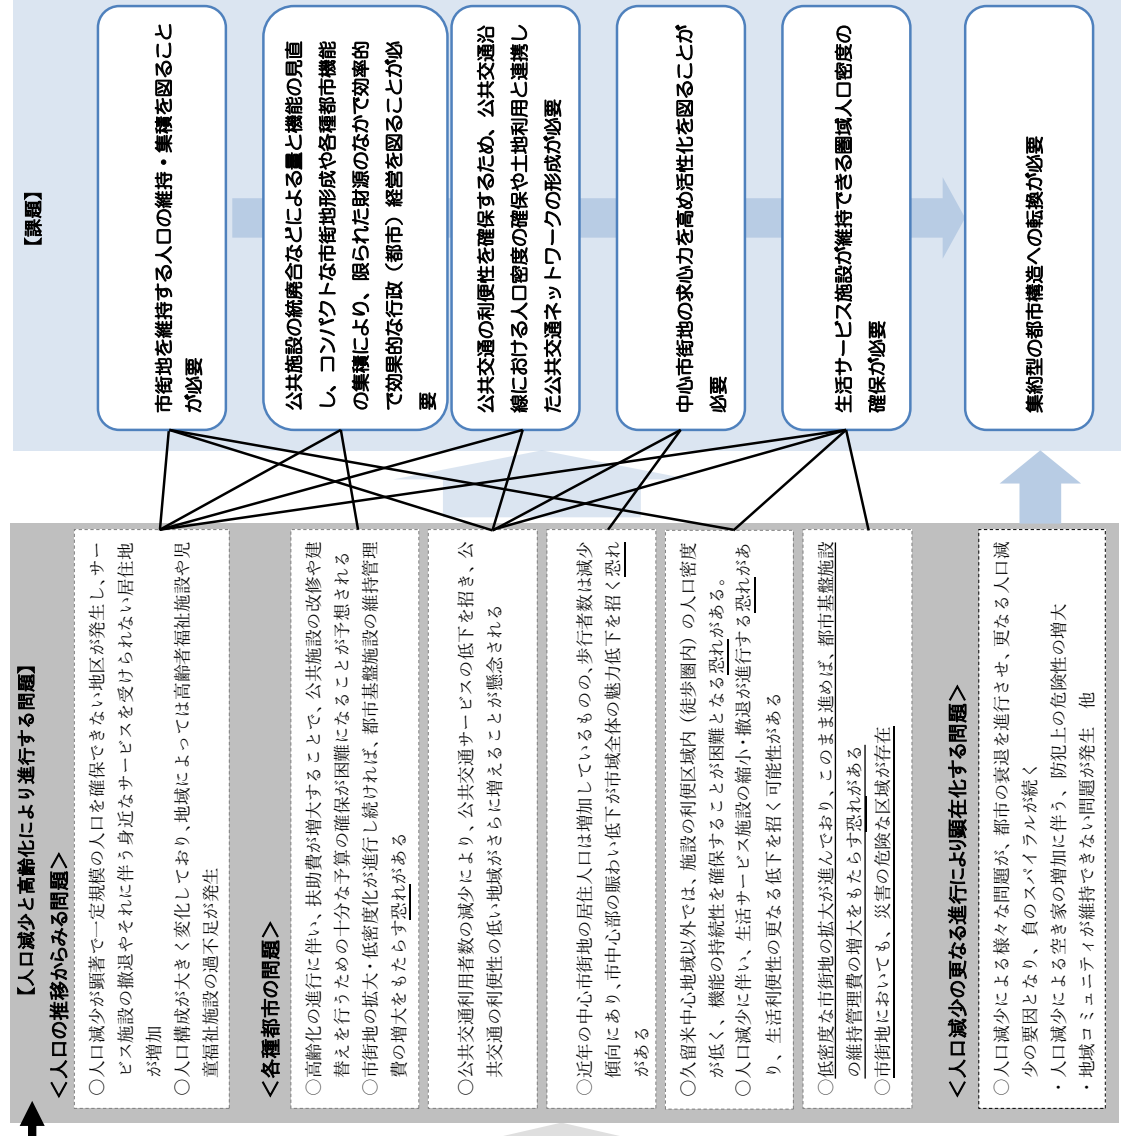 【人口減少と高齢化により進行する問題】
＜人口の推移からみる問題＞
○人口減少が顕著で一定規模の人口を確保できない地区が発生し、サー
ビス施設の撤退やそれに伴う身近なサービスを受けられない居住地
が増加
○人口構成が大きく変化しており、地域によっては高齢者福祉施設や児
童福祉施設の過不足が発生
＜各種都市の問題＞
○高齢化の進行に伴い、扶助費が増大することで、公共施設の改修や建
替えを行うための十分な予算の確保が困難になることが予想される
○市街地の拡大・低密度化が進行し続ければ、都市基盤施設の維持管理
費の増大をもたらす恐れがある
○公共交通利用者数の減少により、公共交通サービスの低下を招き、公
共交通の利便性の低い地域がさらに増えることが懸念される
○近年の中心市街地の居住人口は増加しているものの、歩行者数は減少
傾向にあり、市中心部の賑わい低下が市域全体の魅力低下を招く恐れ
がある
○久留米中心地域以外では、施設の利便区域内（徒歩圏内）の人口密度
が低く、機能の持続性を確保することが困難となる恐れがある。
○人口減少に伴い、生活サービス施設の縮小・撤退が進行する恐れがあ
り、生活利便性の更なる低下を招く可能性がある
○低密度な市街地の拡大が進んでおり、このまま進めば、都市基盤施設
の維持管理費の増大をもたらす恐れがある
○市街地においても、災害の危険な区域が存在
＜人口減少の更なる進行により顕在化する問題＞
○人口減少による様々な問題が、都市の衰退を進行させ、更なる人口減
少の要因となり、負のスパイラルが続く
・人口減少による空き家の増加に伴う、防犯上の危険性の増大
・地域コミュニティが維持できない問題が発生　他
【課題】
市街地を維持する人口の維持・集積を図ること
が必要
公共施設の統廃合などによる量と機能の見直
し、コンパクトな市街地形成や各種都市機能
の集積により、限られた財源のなかで効率的
で効果的な行政（都市）経営を図ることが必
要
公共交通の利便性を確保するため、公共交通沿
線における人口密度の確保や土地利用と連携し
た公共交通ネットワークの形成が必要
中心市街地の求心力を高め活性化を図ることが
必要
生活サービス施設が維持できる圏域人口密度の
確保が必要
集約型の都市構造への転換が必要